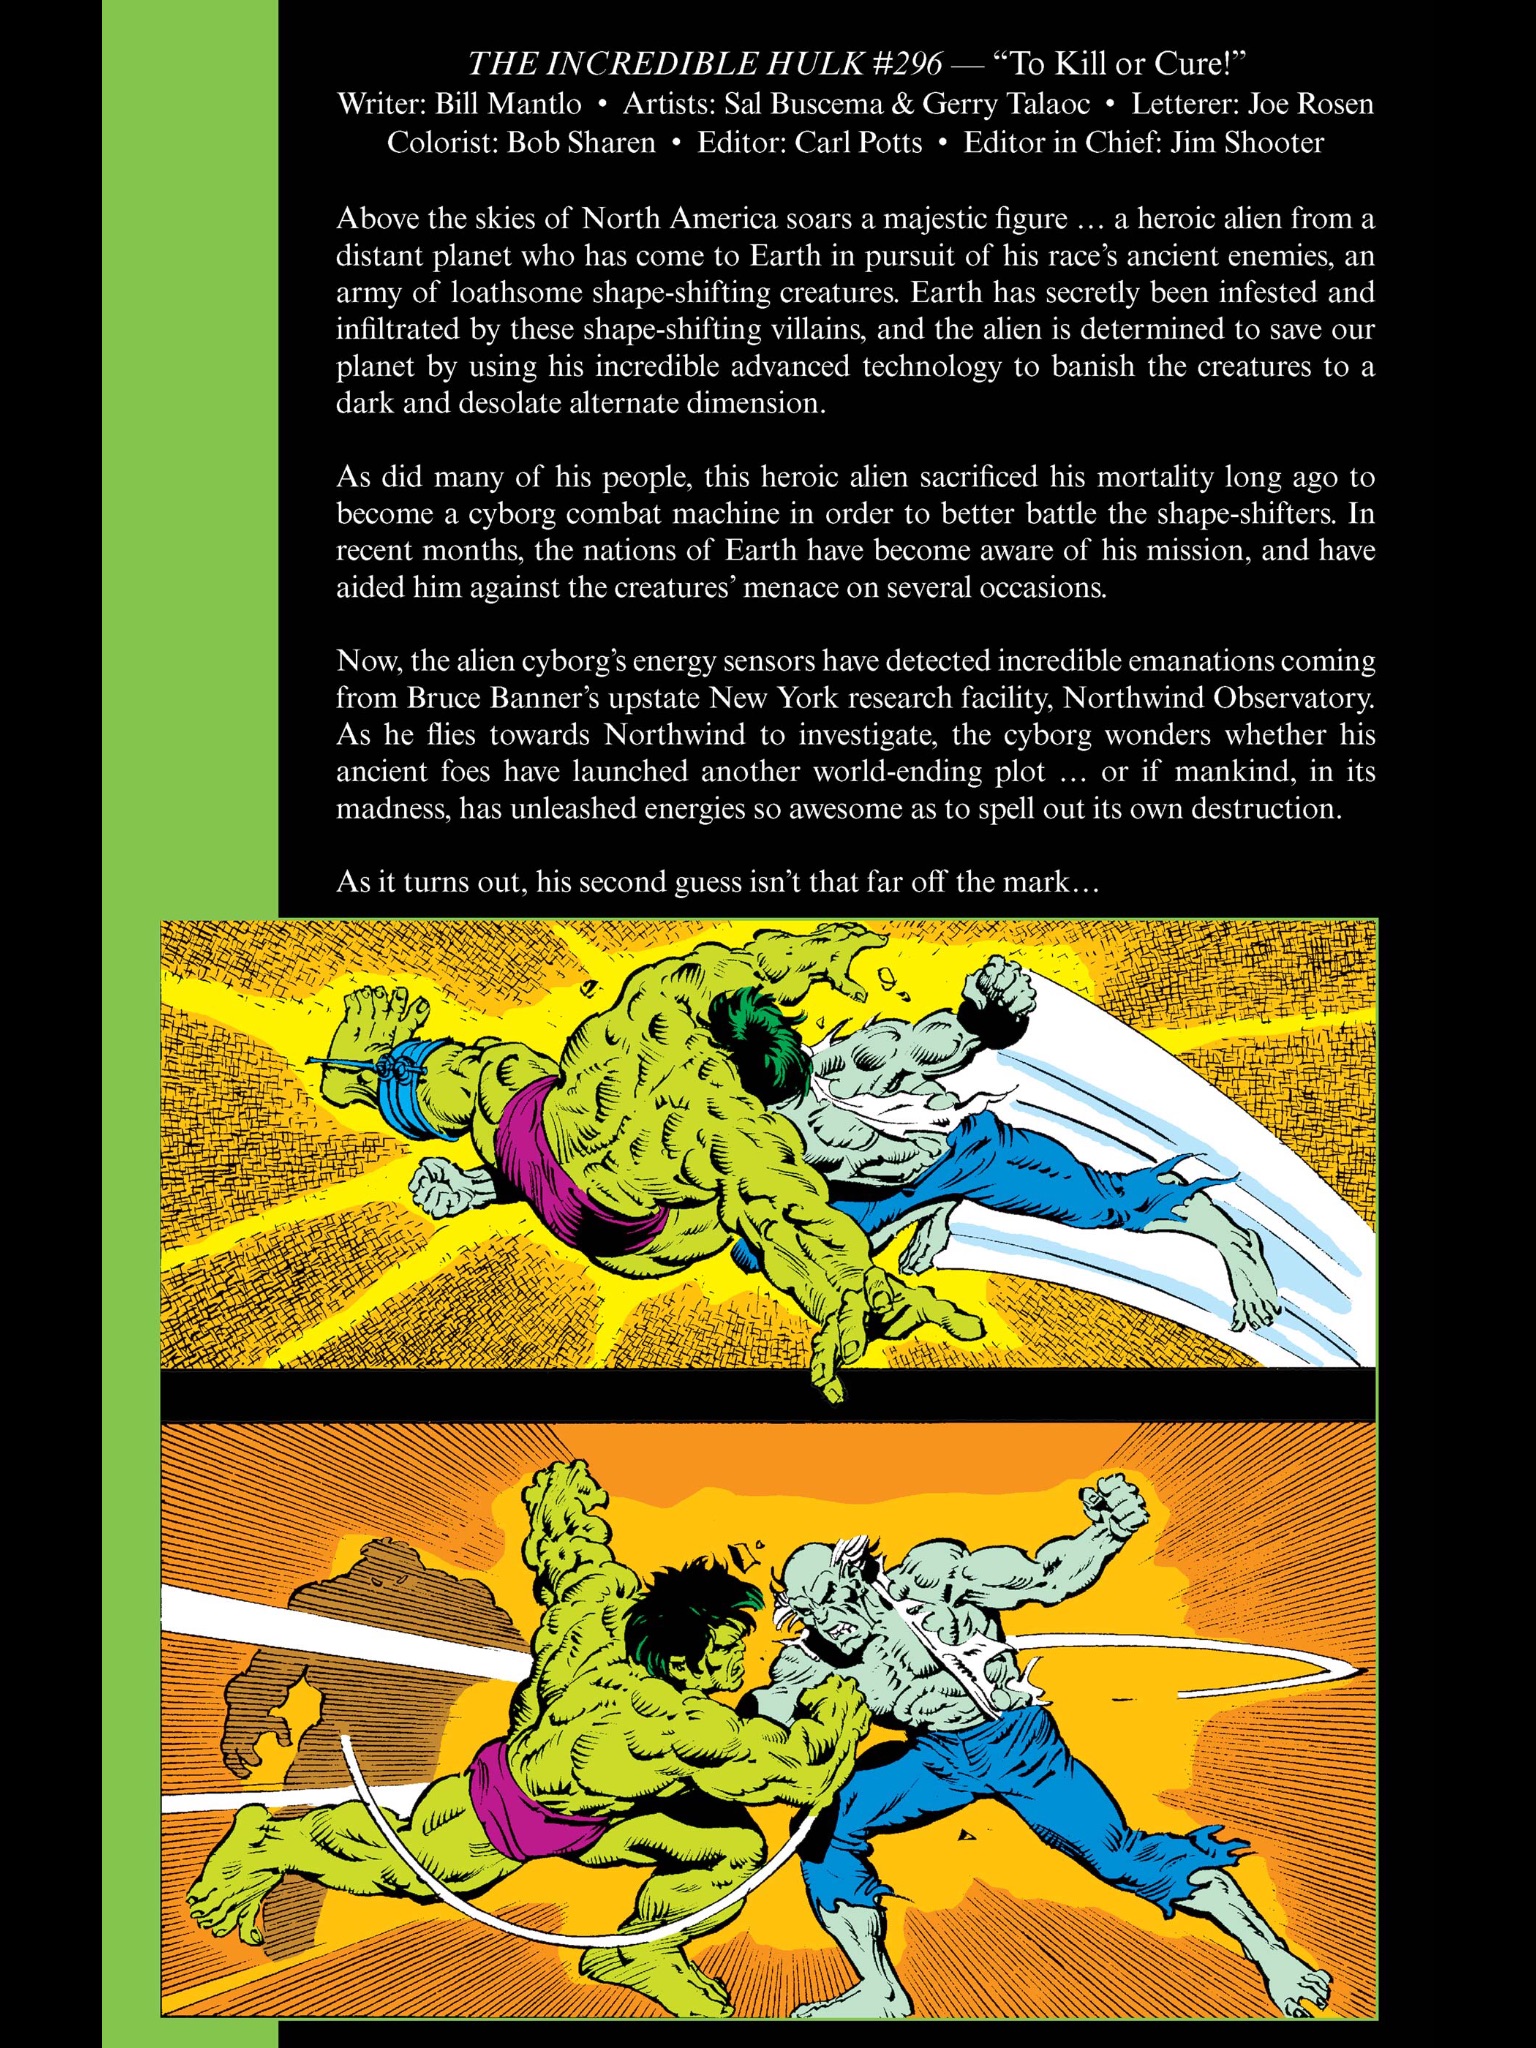 THE INCREDIBLE HULK #296 — “To Kill or Cure!”
Writer: Bill Mantlo • Artists: Sal Buscema & Gerry Talaoc • Letterer: Joe Rosen
Colorist: Bob Sharen • Editor: Carl Potts • Editor in Chief: Jim Shooter
Above the skies of North America soars a majestic figure … a heroic alien from a
distant planet who has come to Earth in pursuit of his race’s ancient enemies, an
army of loathsome shape-shifting creatures. Earth has secretly been infested and
infiltrated by these shape-shifting villains, and the alien is determined to save our
planet by using his incredible advanced technology to banish the creatures to a
dark and desolate alternate dimension.
As did many of his people, this heroic alien sacrificed his mortality long ago to
become a cyborg combat machine in order to better battle the shape-shifters. In
recent months, the nations of Earth have become aware of his mission, and have
aided him against the creatures’ menace on several occasions.
Now, the alien cyborg’s energy sensors have detected incredible emanations coming
from Bruce Banner’s upstate New York research facility, Northwind Observatory.
As he flies towards Northwind to investigate, the cyborg wonders whether his
ancient foes have launched another world-ending plot … or if mankind, in its
madness, has unleashed energies so awesome as to spell out its own destruction.
As it turns out, his second guess isn’t that far off the mark…